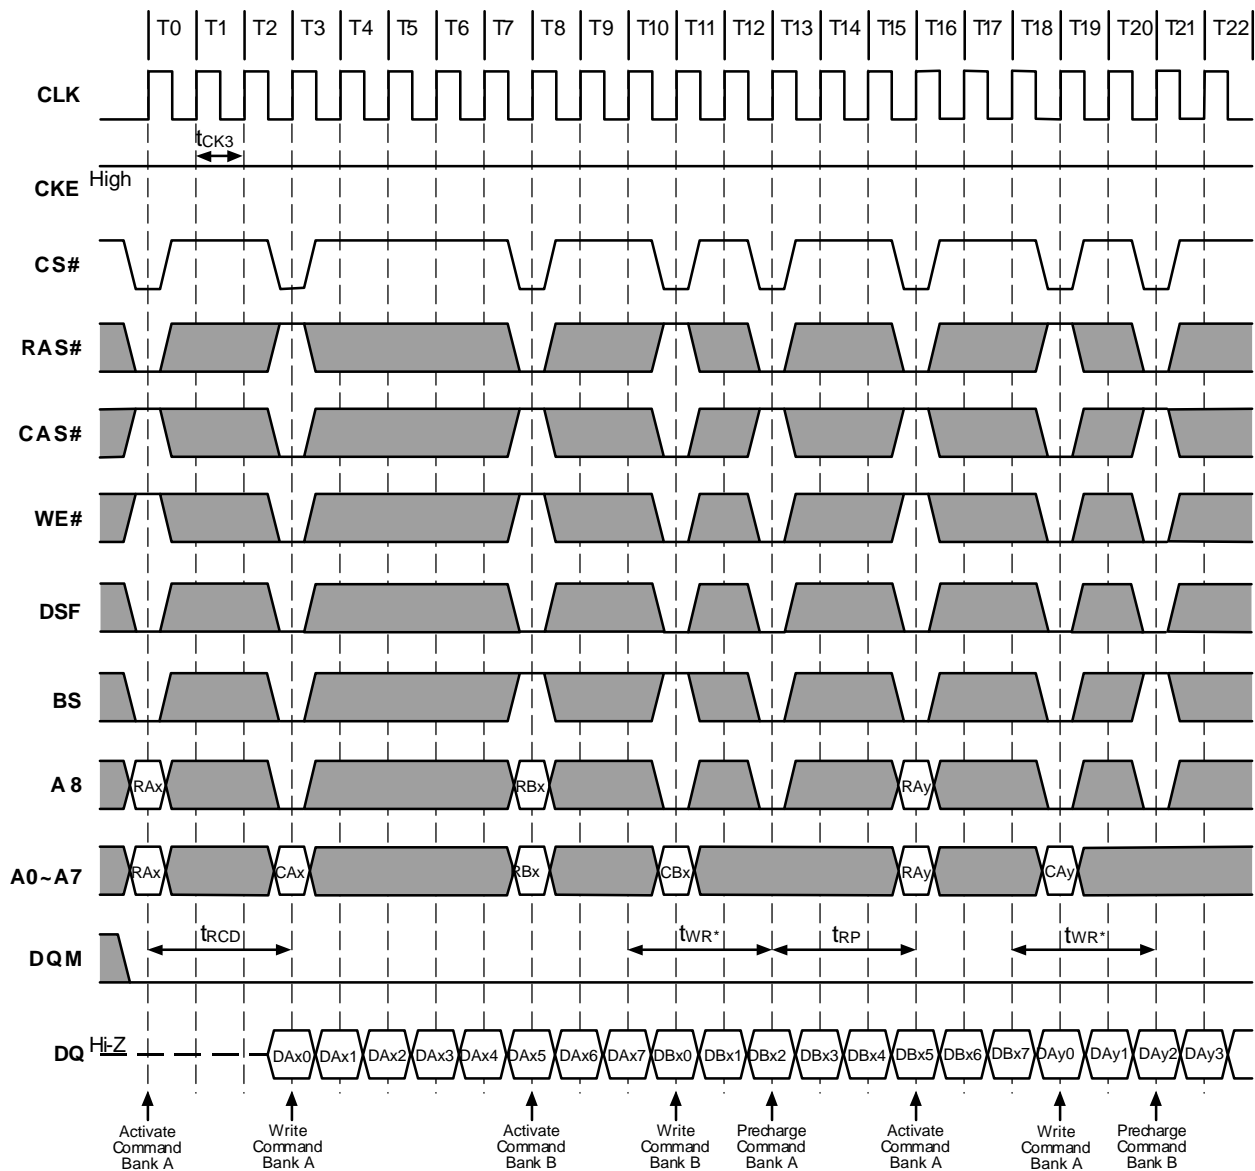 T0 T1 T2 T3 T4 T5 T6 T7 T8 T9 T10 T11 T12 T13 T14 T15 T16 T17 T18 T19 T20 T21 T22
CLK
tCK3
High
CKE
CS#
RAS#
CAS#
WE#
DSF
BS
A8 RAx RBx RAy
A0~A7 RAx CAx RBx CBx RAy CAy
tRCD tWR* tRP tWR*
DQM
DQ Hi-Z DAx0 DAx1 DAx2 DAx3 DAx4 DAx5 DAx6 DAx7 DBx0 DBx1 DBx2 DBx3 DBx4 DBx5 DBx6 DBx7 DAy0 DAy1 DAy2 DAy3
Activate
Command
Bank A
Write
Command
Bank A
Activate
Command
Bank B
Write
Command
Bank B
Precharge
Command
Bank A
Activate
Command
Bank A
Write
Command
Bank A
Precharge
Command
Bank B